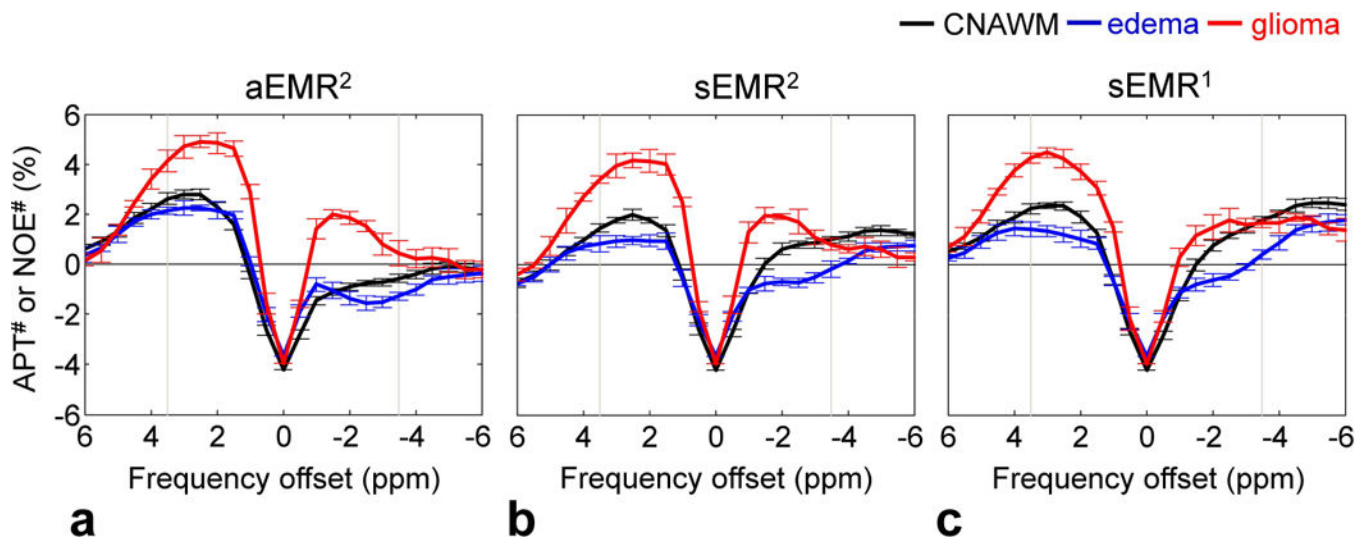 CNAWM edema glioma
aEMR² sEMR² sEMR¹
APT# or NOE# (%)
6
4
2
0
-2
-4
-6
6 4 2 0 -2 -4 -6 6 4 2 0 -2 -4 -6 6 4 2 0 -2 -4 -6
Frequency offset (ppm) Frequency offset (ppm) Frequency offset (ppm)
a b c